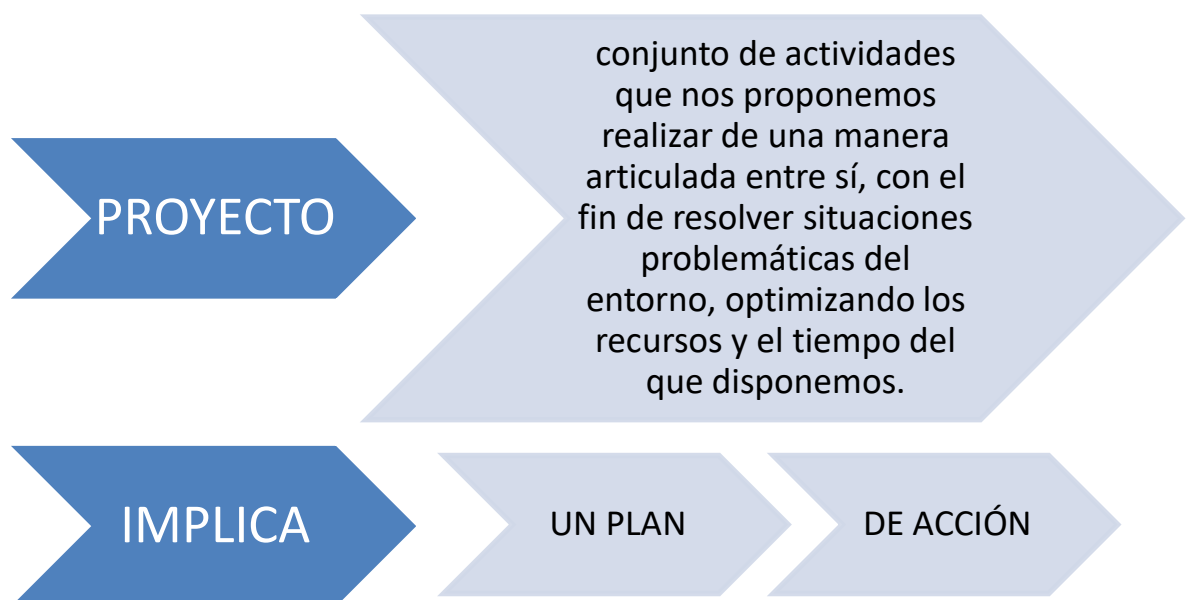 PROYECTO
conjunto de actividades
que nos proponemos
realizar de una manera
articulada entre sí, con el
fin de resolver situaciones
problemáticas del
entorno, optimizando los
recursos y el tiempo del
que disponemos.
IMPLICA
UN PLAN
DE ACCIÓN